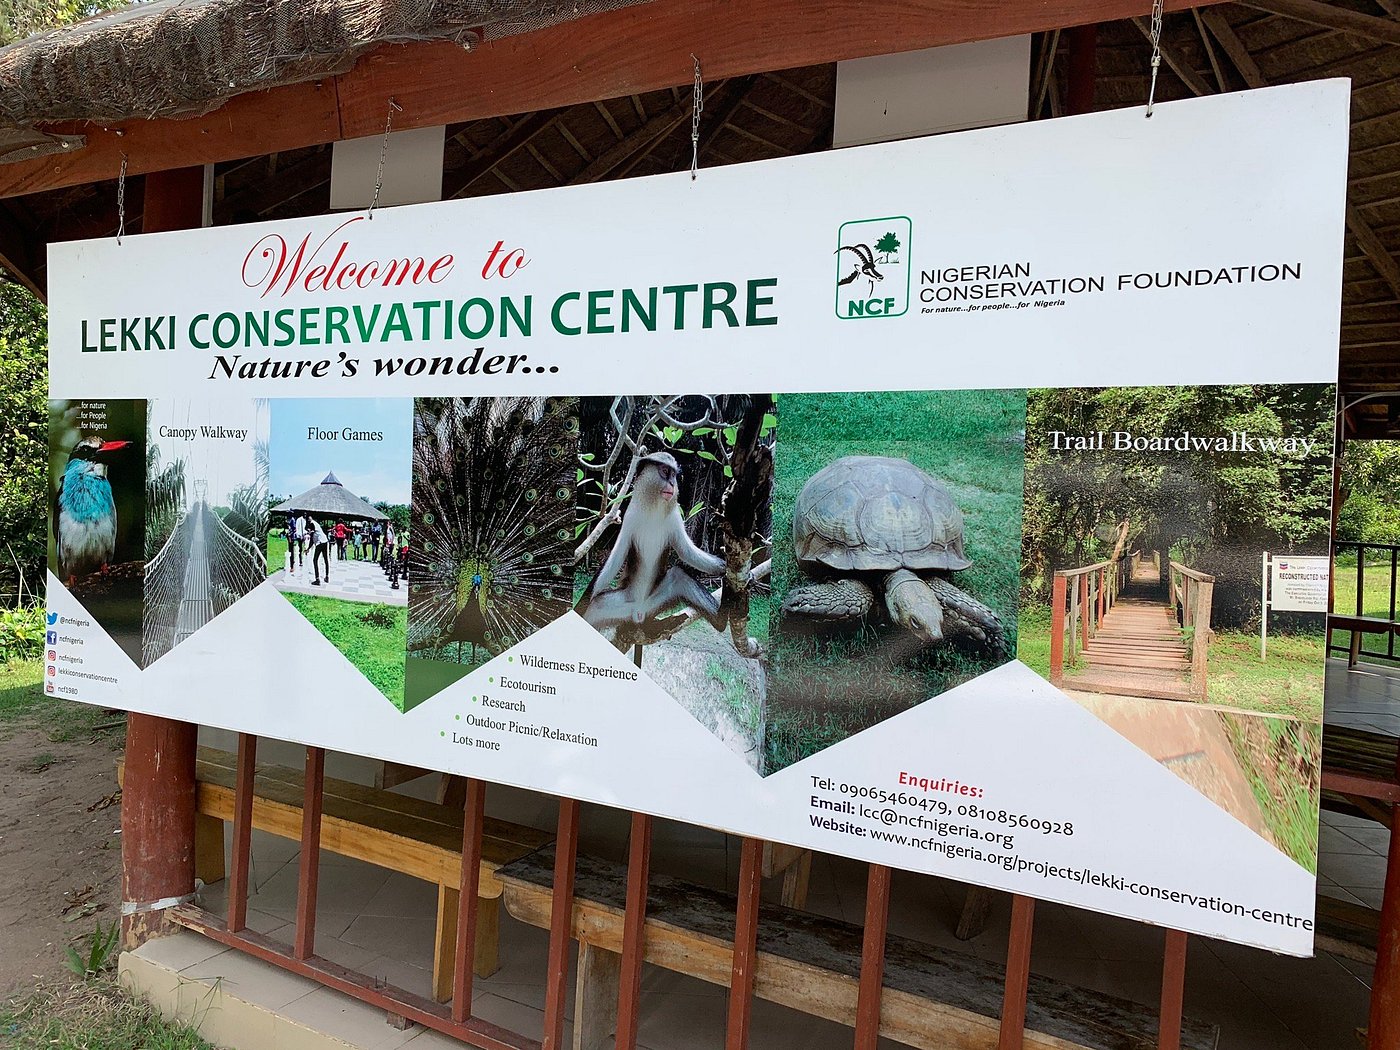 Welcome to
LEKKI CONSERVATION CENTRE
Nature's wonder...
NCF
NIGERIAN
CONSERVATION FOUNDATION
For nature...for people...for Nigeria
...for nature
...for People
...for Nigeria
Canopy Walkway
Floor Games
Trail Boardwalkway
RECONSTRUCTED NAT
@ncfnigeria
ncfnigeria
ncfnigeria
lekkiconservationcentre
ncf1980
Wilderness Experience
Ecotourism
Research
Outdoor Picnic/Relaxation
Lots more
Enquiries:
Tel: 09065460479, 08108560928
Email: lcc@ncfnigeria.org
Website: www.ncfnigeria.org/projects/lekki-conservation-centre